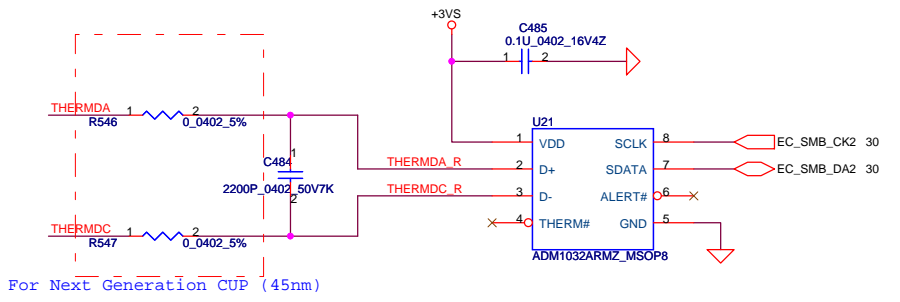 +3VS
C485
0.1U_0402_16V4Z
1 2
THERMDA 1 2
R546 0_0402_5%
U21
1 VDD SCLK 8 EC_SMB_CK2 30
1
C484
2200P_0402_50V7K
2
THERMDA_R 2 D+ SDATA 7 EC_SMB_DA2 30
THERMDC_R 3 D- ALERT# 6
4 THERM# GND 5
THERMDC 1 2
R547 0_0402_5%
ADM1032ARMZ_MSOP8
For Next Generation CUP (45nm)